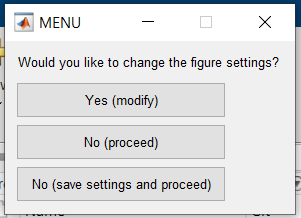 MENU
Would you like to change the figure settings?
Yes (modify)
No (proceed)
No (save settings and proceed)